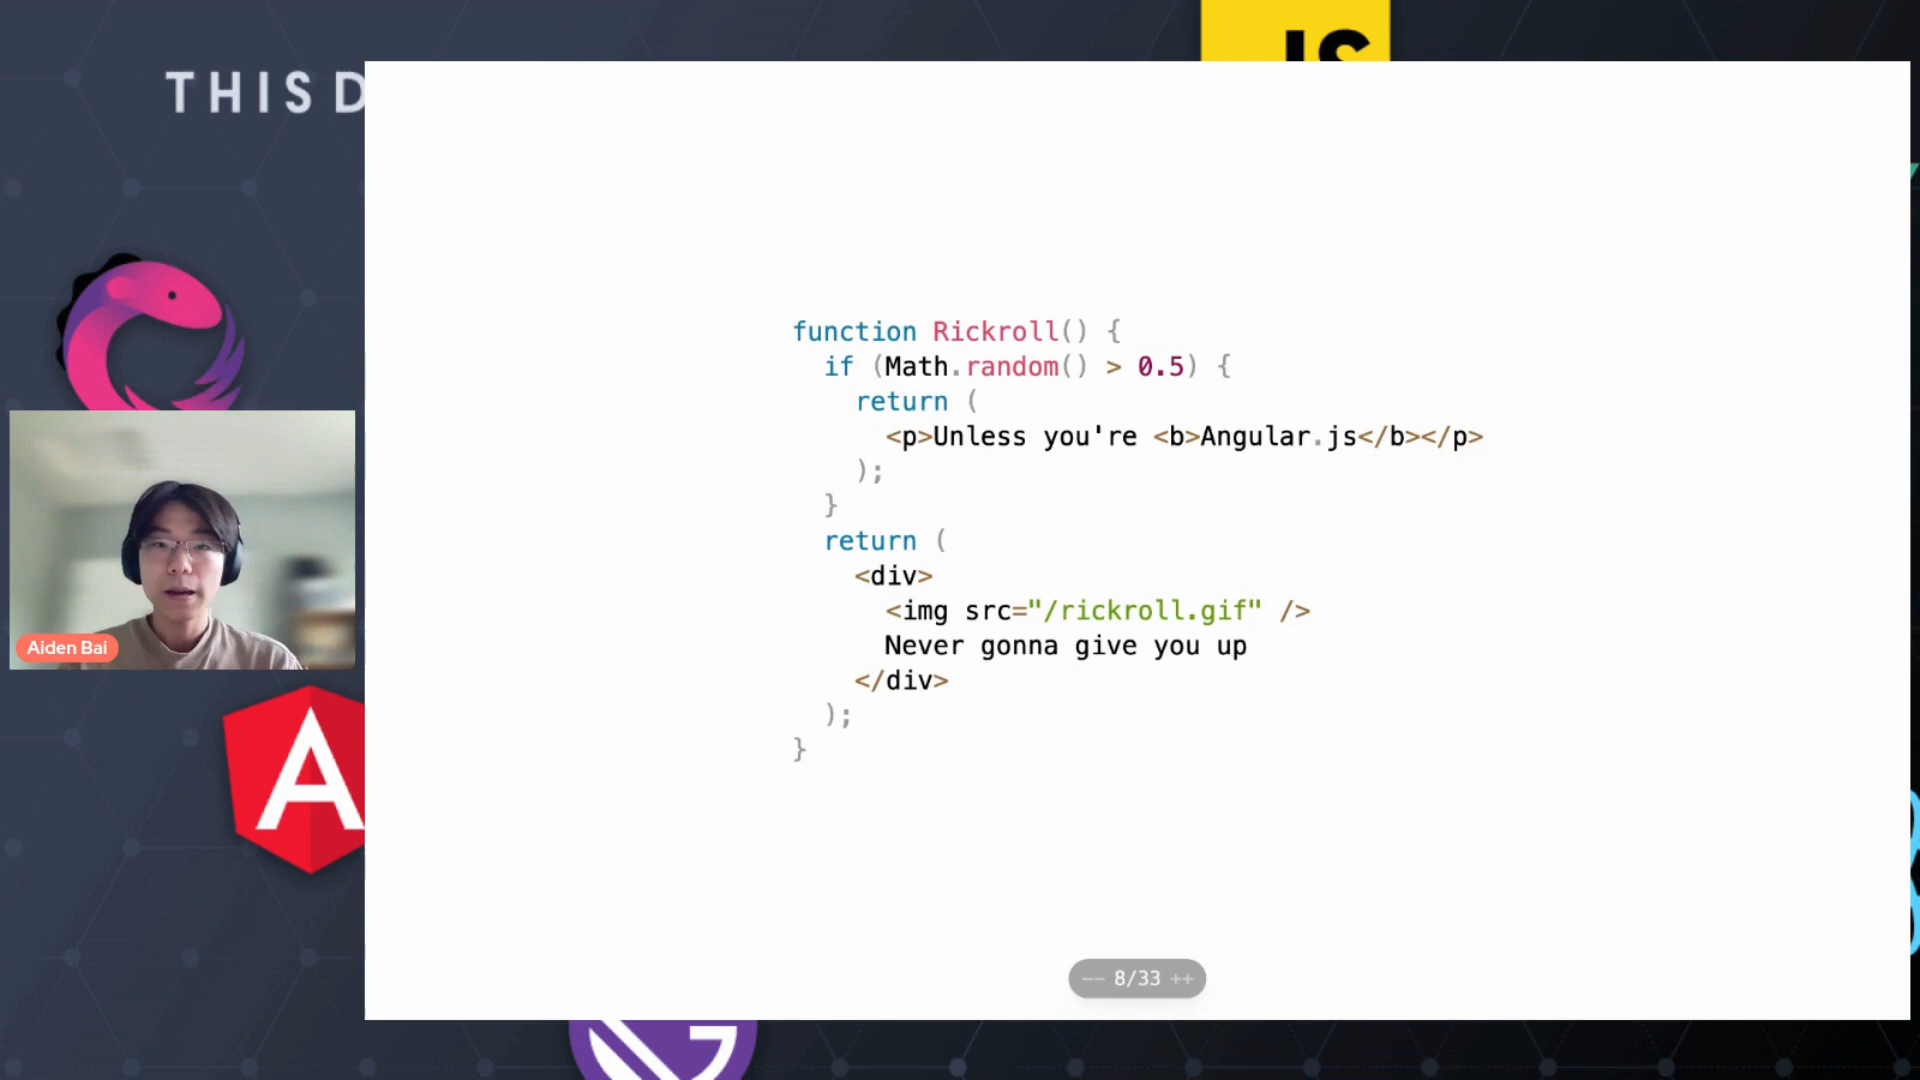 JS
THIS D
function Rickroll() {
  if (Math.random() > 0.5) {
    return (
      <p>Unless you're <b>Angular.js</b></p>
    );
  }
  return (
    <div>
      <img src="/rickroll.gif" />
      Never gonna give you up
    </div>
  );
}
Aiden Bai
A
-- 8/33 ++